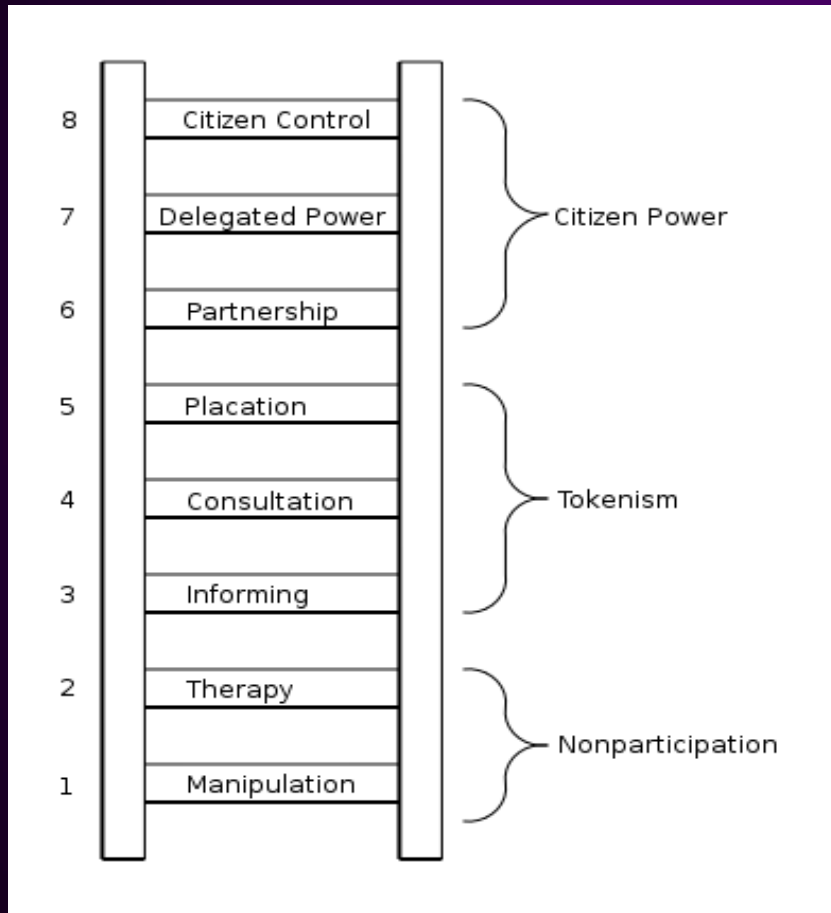 8 Citizen Control
7 Delegated Power Citizen Power
6 Partnership
5 Placation
4 Consultation Tokenism
3 Informing
2 Therapy
Nonparticipation
1 Manipulation